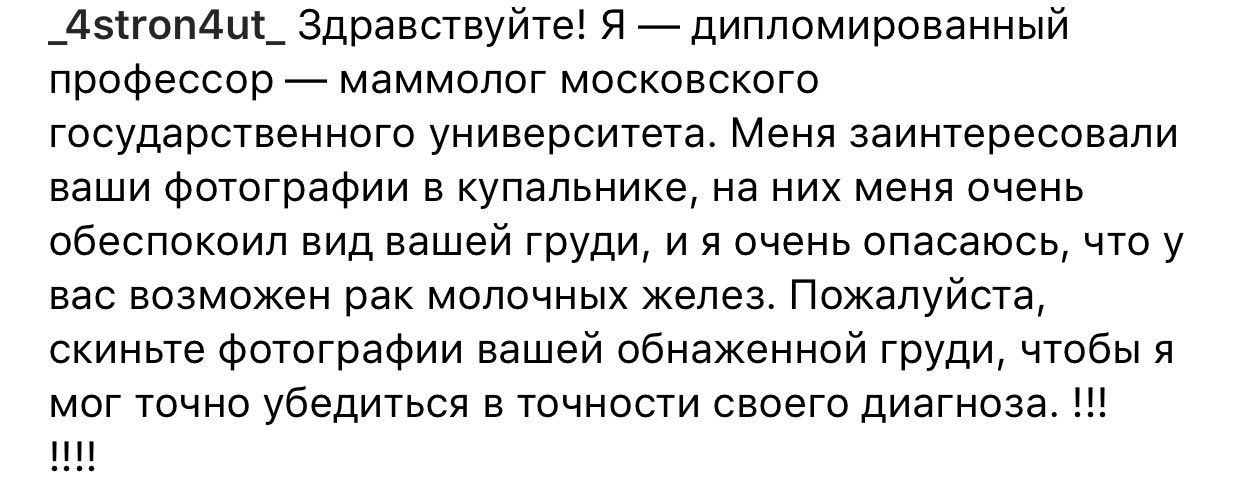 _4stron4ut_ Здравствуйте! Я — дипломированный
профессор — маммолог московского
государственного университета. Меня заинтересовали
ваши фотографии в купальнике, на них меня очень
обеспокоил вид вашей груди, и я очень опасаюсь, что у
вас возможен рак молочных желез. Пожалуйста,
скиньте фотографии вашей обнаженной груди, чтобы я
мог точно убедиться в точности своего диагноза. !!!
!!!!